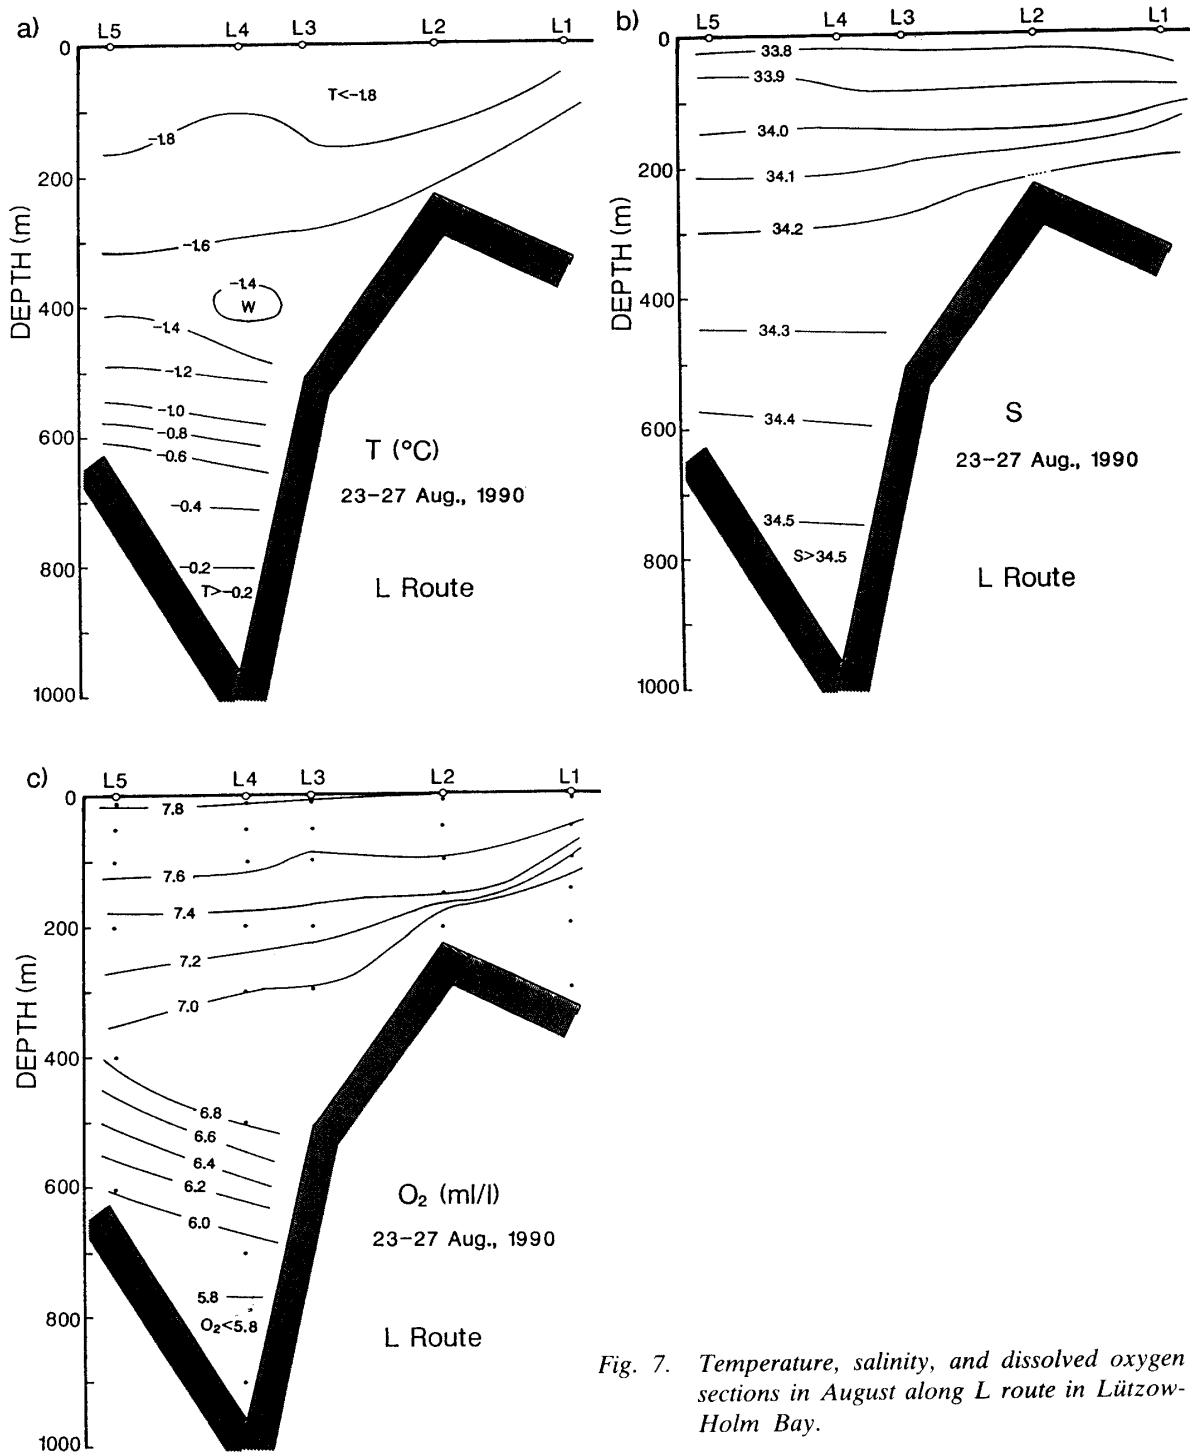 a)
L5 L4 L3 L2 L1
0
T<-1.8
-1.8
200
-1.6
-1.4
W
400
-1.4
-1.2
-1.0
-0.8
600
-0.6
-0.4
-0.2
800
T>-0.2
1000
DEPTH (m)
T (°C)
23-27 Aug., 1990
L Route
b)
L5 L4 L3 L2 L1
0
33.8
33.9
34.0
200
34.1
34.2
400
34.3
34.4
600
34.5
S>34.5
800
1000
DEPTH (m)
S
23-27 Aug., 1990
L Route
c)
L5 L4 L3 L2 L1
0
7.8
7.6
7.4
200
7.2
7.0
400
6.8
6.6
6.4
6.2
600
6.0
5.8
800
O₂<5.8
1000
DEPTH (m)
O₂ (ml/l)
23-27 Aug., 1990
L Route
Fig. 7. Temperature, salinity, and dissolved oxygen
sections in August along L route in Lützow-
Holm Bay.